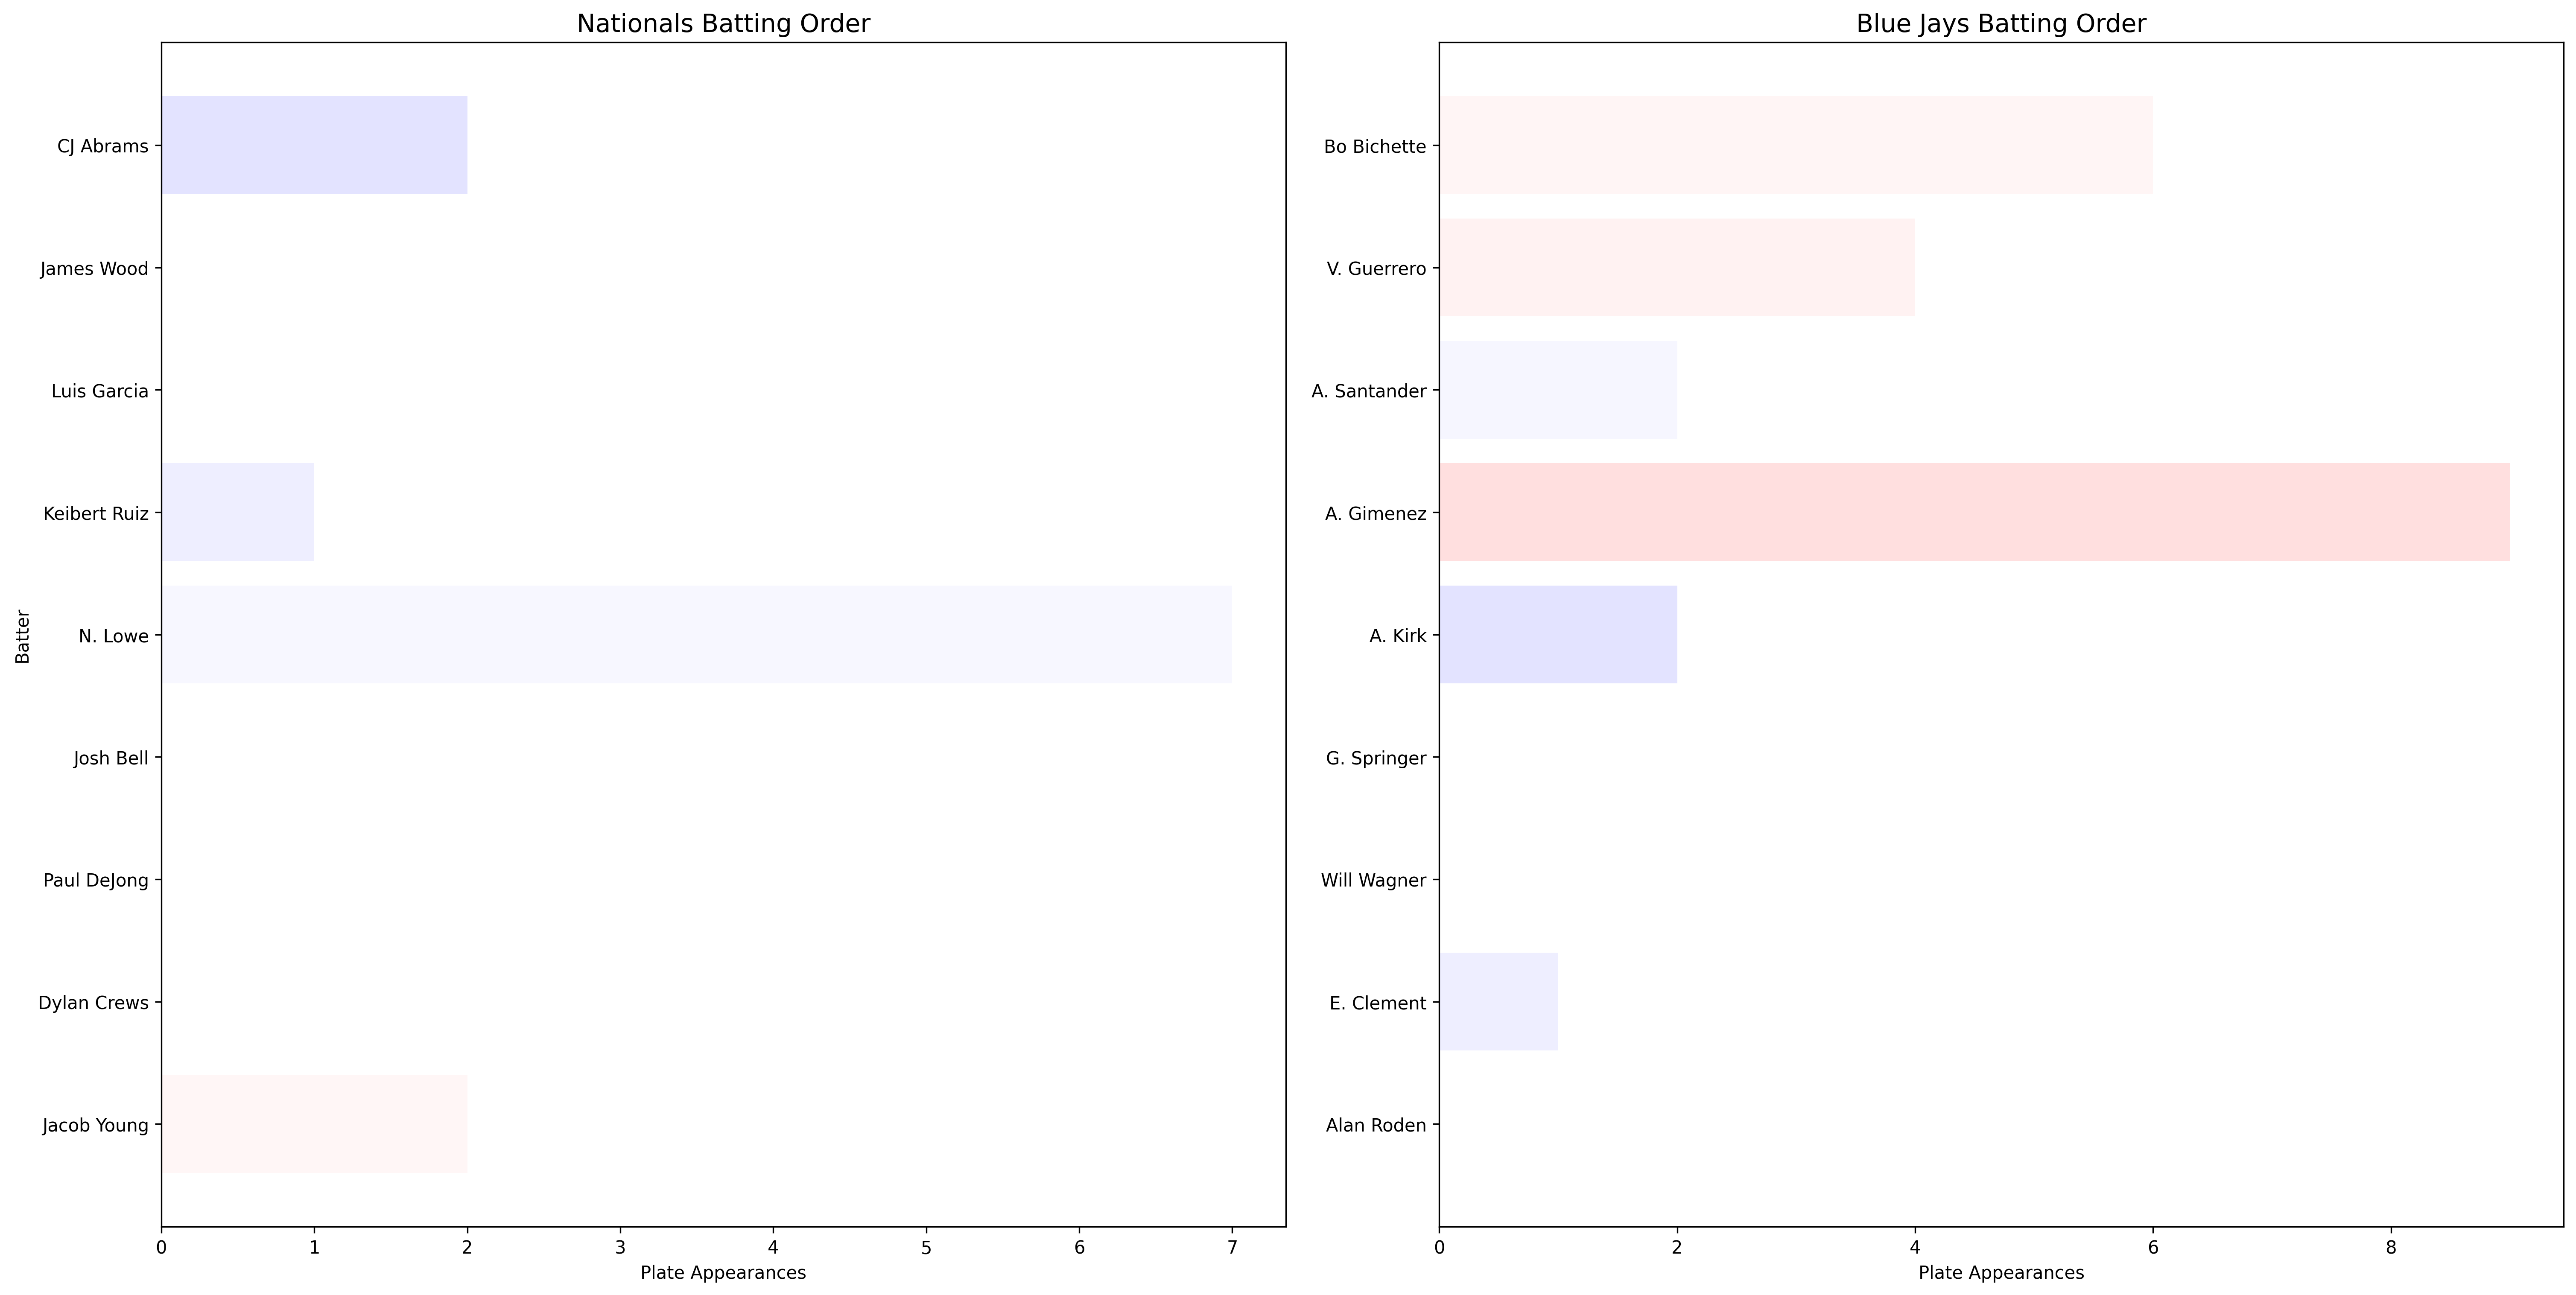 Nationals Batting Order
Batter
CJ Abrams
James Wood
Luis Garcia
Keibert Ruiz
N. Lowe
Josh Bell
Paul DeJong
Dylan Crews
Jacob Young
0 1 2 3 4 5 6 7
Plate Appearances
Blue Jays Batting Order
Bo Bichette
V. Guerrero
A. Santander
A. Gimenez
A. Kirk
G. Springer
Will Wagner
E. Clement
Alan Roden
0 2 4 6 8
Plate Appearances